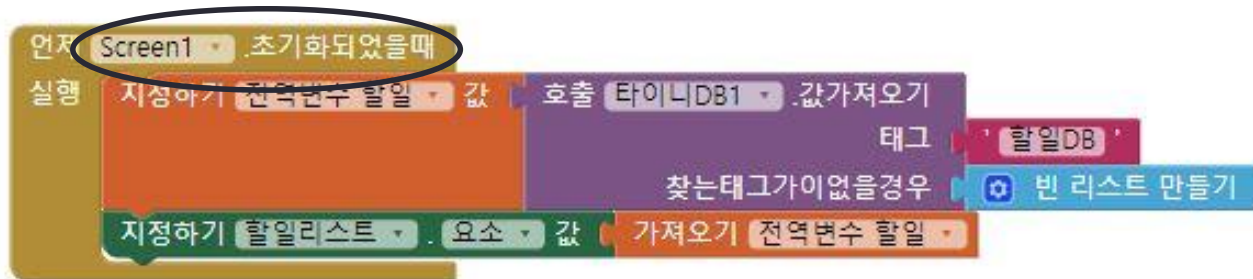 언제 Screen1 .초기화되었을때
실행 지정하기 전역변수 할일 값 호출 타이니DB1 .값가져오기
태그 ' 할일DB '
찾는태그가이없을경우 빈 리스트 만들기
지정하기 할일리스트 . 요소 값 가져오기 전역변수 할일